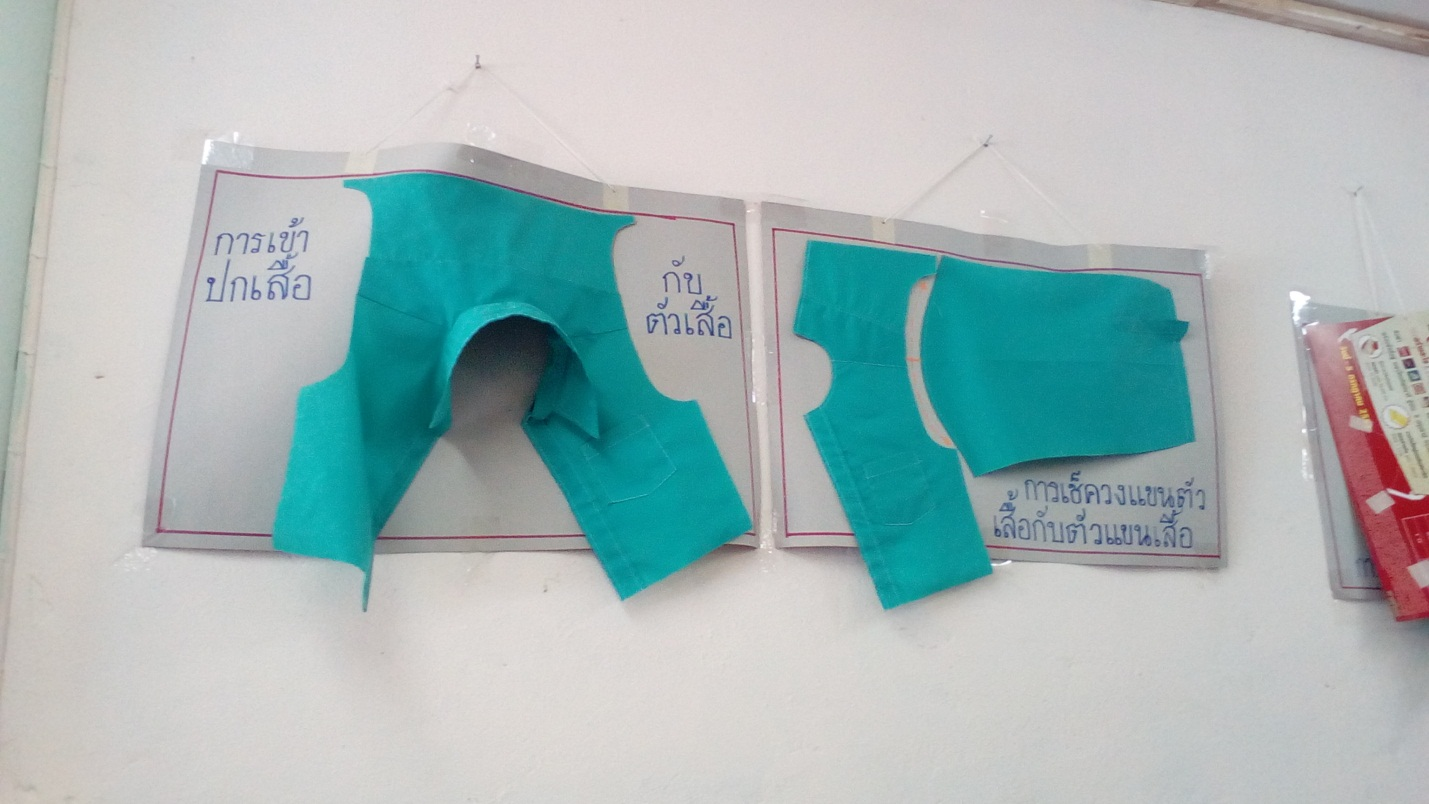 การเข้า
ปกเสื้อ
กับ
ตัวเสื้อ
การเช็ควงแขนตัว
เสื้อกับตัวแขนเสื้อ